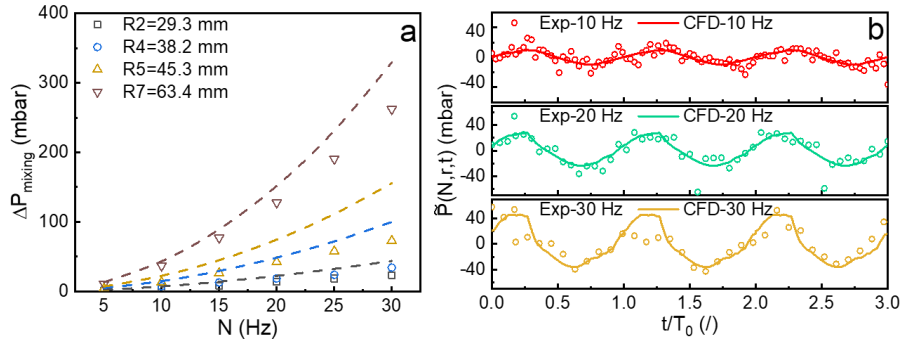 a
R2=29.3 mm
R4=38.2 mm
R5=45.3 mm
R7=63.4 mm
ΔP_mixing (mbar)
400
300
200
100
0
5 10 15 20 25 30
N (Hz)
b
Exp-10 Hz CFD-10 Hz
40
0
-40
Exp-20 Hz CFD-20 Hz
40
0
-40
Exp-30 Hz CFD-30 Hz
40
0
-40
P̃(N,r,t) (mbar)
0.0 0.5 1.0 1.5 2.0 2.5 3.0
t/T₀ (/)